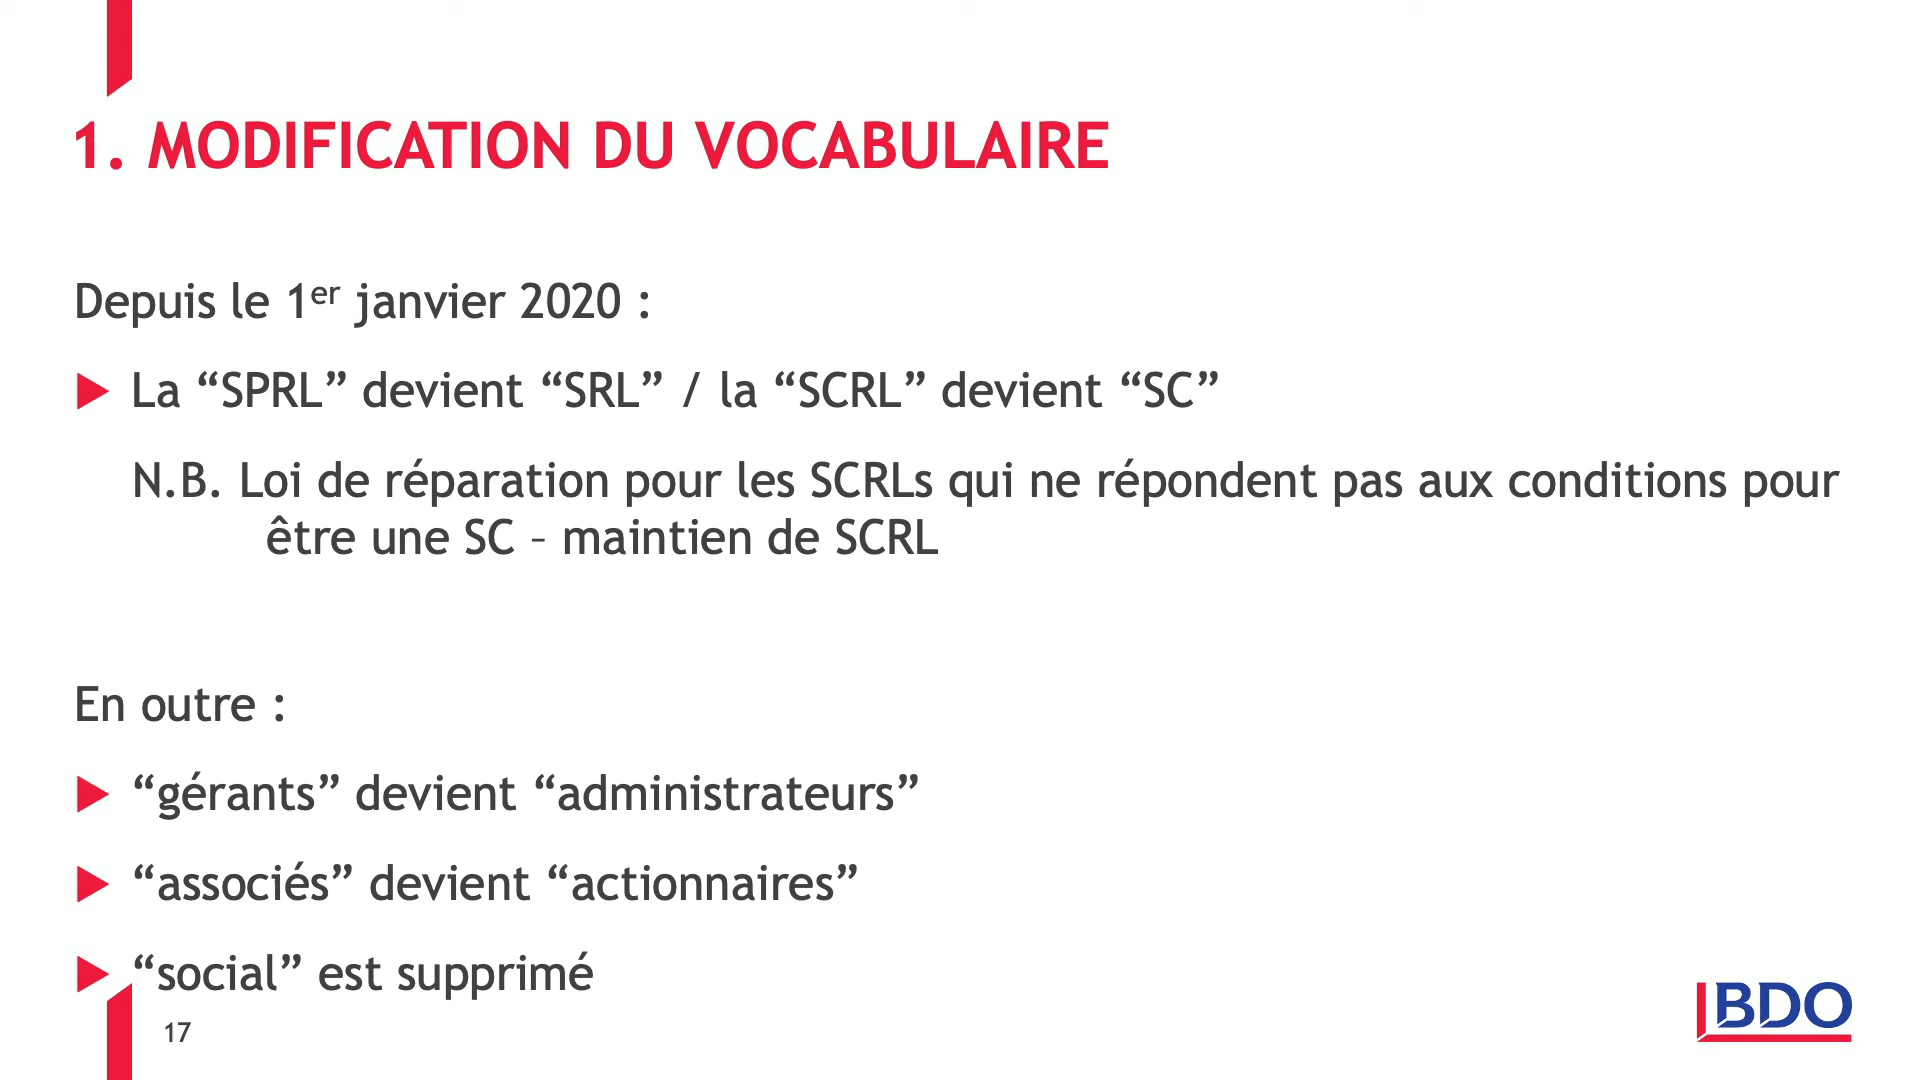 1. MODIFICATION DU VOCABULAIRE
Depuis le 1er janvier 2020 :
La “SPRL” devient “SRL” / la “SCRL” devient “SC”
N.B. Loi de réparation pour les SCRLs qui ne répondent pas aux conditions pour
être une SC – maintien de SCRL
En outre :
“gérants” devient “administrateurs”
“associés” devient “actionnaires”
“social” est supprimé
17
BDO